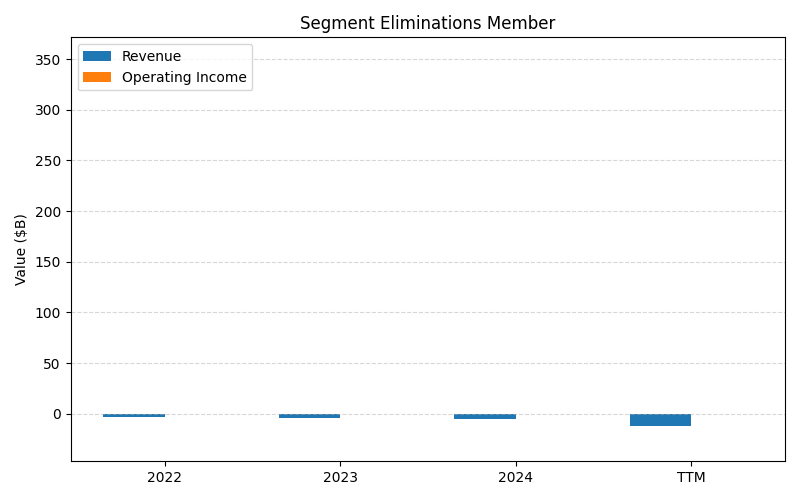 Segment Eliminations Member
Revenue
Operating Income
Value ($B)
350
300
250
200
150
100
50
0
2022 2023 2024 TTM